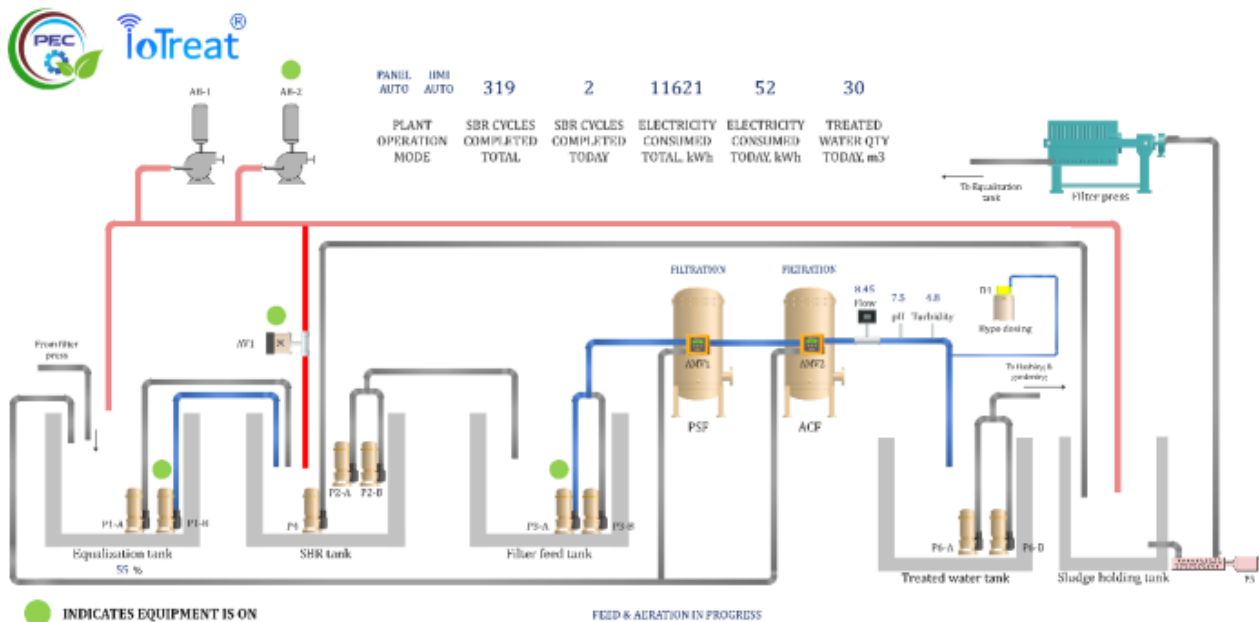 PEC
IoTreat®
AB-1
AB-2
PANEL AUTO
HMI AUTO
319
2
11621
52
30
PLANT OPERATION MODE
SBR CYCLES COMPLETED TOTAL
SBR CYCLES COMPLETED TODAY
ELECTRICITY CONSUMED TOTAL, kWh
ELECTRICITY CONSUMED TODAY, kWh
TREATED WATER QTY TODAY, m3
To Equalization tank
Filter press
FILTRATION
FILTRATION
8.45
Flow
7.5
pH
4.8
Turbidity
D1
Hypo dosing
From filter press
AV1
AMV1
AMV2
To flushing & gardening
PSF
ACF
P1-A
P1-B
P2-A
P2-B
P4
P3-A
P3-B
P6-A
P6-B
P5
Equalization tank
55 %
SBR tank
Filter feed tank
Treated water tank
Sludge holding tank
INDICATES EQUIPMENT IS ON
FEED & AERATION IN PROGRESS